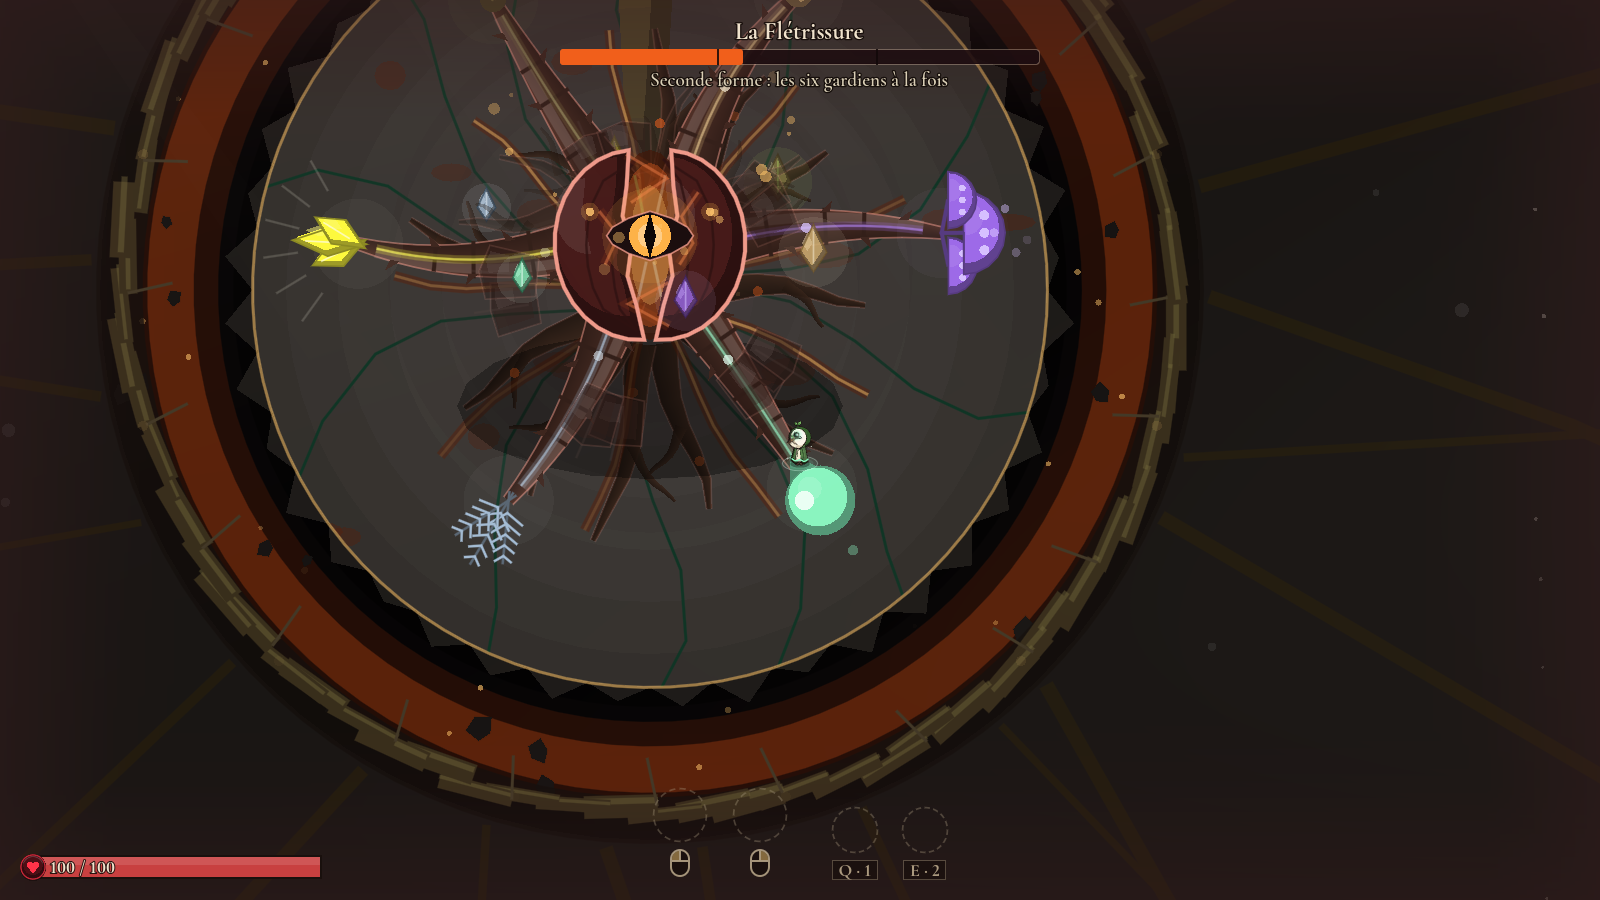 La Flétrissure
Seconde forme : les six gardiens à la fois
100 / 100
Q · 1
E · 2